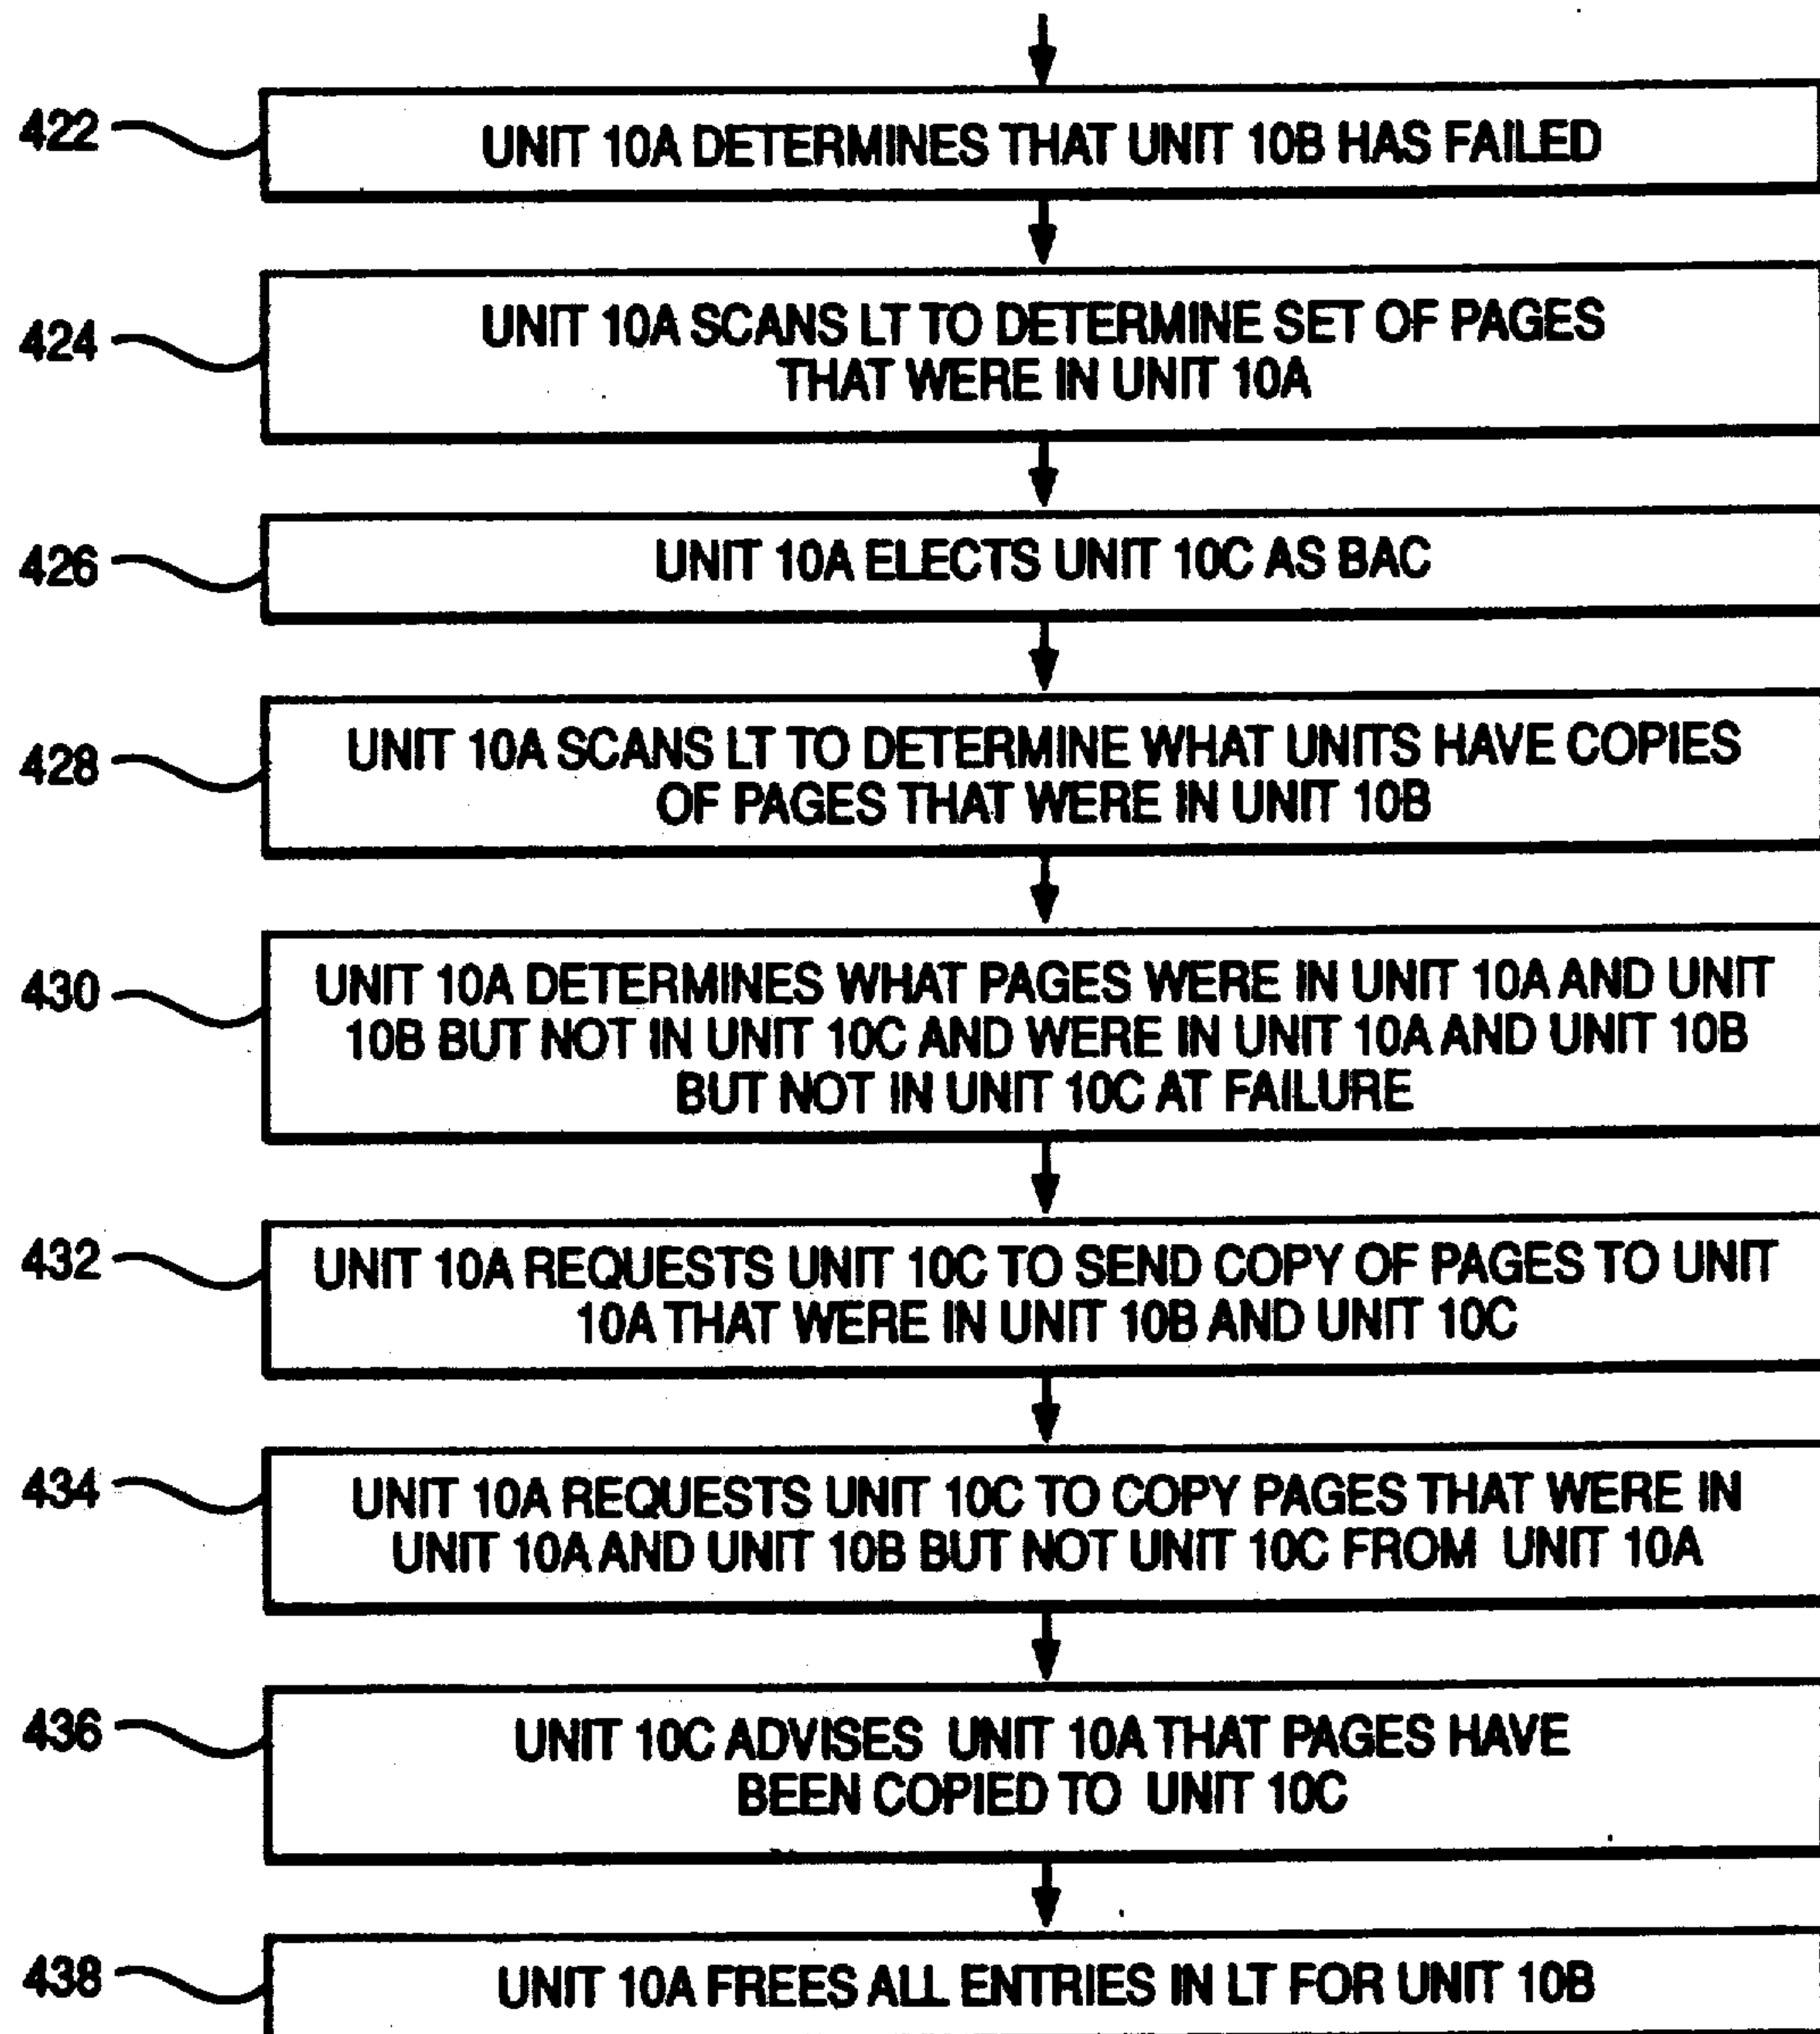 422
UNIT 10A DETERMINES THAT UNIT 10B HAS FAILED
424
UNIT 10A SCANS LT TO DETERMINE SET OF PAGES
THAT WERE IN UNIT 10A
426
UNIT 10A ELECTS UNIT 10C AS BAC
428
UNIT 10A SCANS LT TO DETERMINE WHAT UNITS HAVE COPIES
OF PAGES THAT WERE IN UNIT 10B
430
UNIT 10A DETERMINES WHAT PAGES WERE IN UNIT 10A AND UNIT
10B BUT NOT IN UNIT 10C AND WERE IN UNIT 10A AND UNIT 10B
BUT NOT IN UNIT 10C AT FAILURE
432
UNIT 10A REQUESTS UNIT 10C TO SEND COPY OF PAGES TO UNIT
10A THAT WERE IN UNIT 10B AND UNIT 10C
434
UNIT 10A REQUESTS UNIT 10C TO COPY PAGES THAT WERE IN
UNIT 10A AND UNIT 10B BUT NOT UNIT 10C FROM UNIT 10A
436
UNIT 10C ADVISES UNIT 10A THAT PAGES HAVE
BEEN COPIED TO UNIT 10C
438
UNIT 10A FREES ALL ENTRIES IN LT FOR UNIT 10B